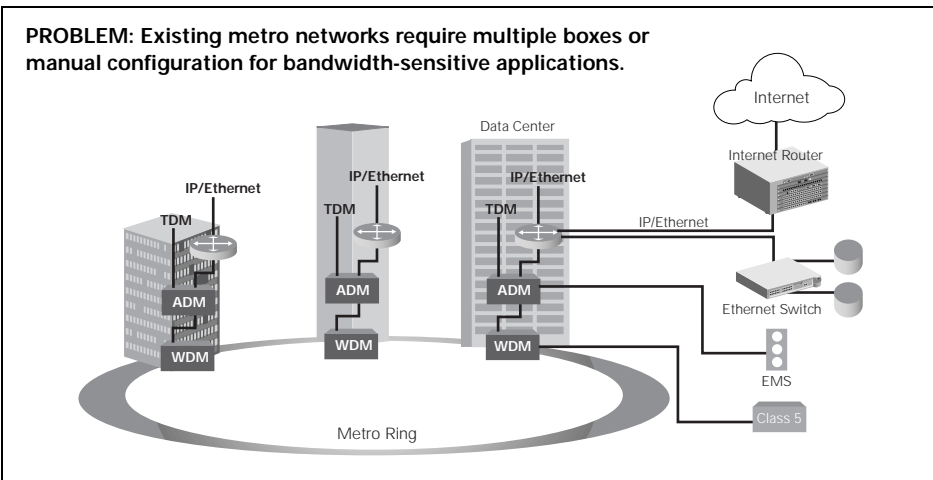 PROBLEM: Existing metro networks require multiple boxes or
manual configuration for bandwidth-sensitive applications.
Internet
Data Center
Internet Router
IP/Ethernet
IP/Ethernet
IP/Ethernet
TDM
TDM
TDM
IP/Ethernet
ADM
ADM
ADM
Ethernet Switch
WDM
WDM
WDM
EMS
Class 5
Metro Ring